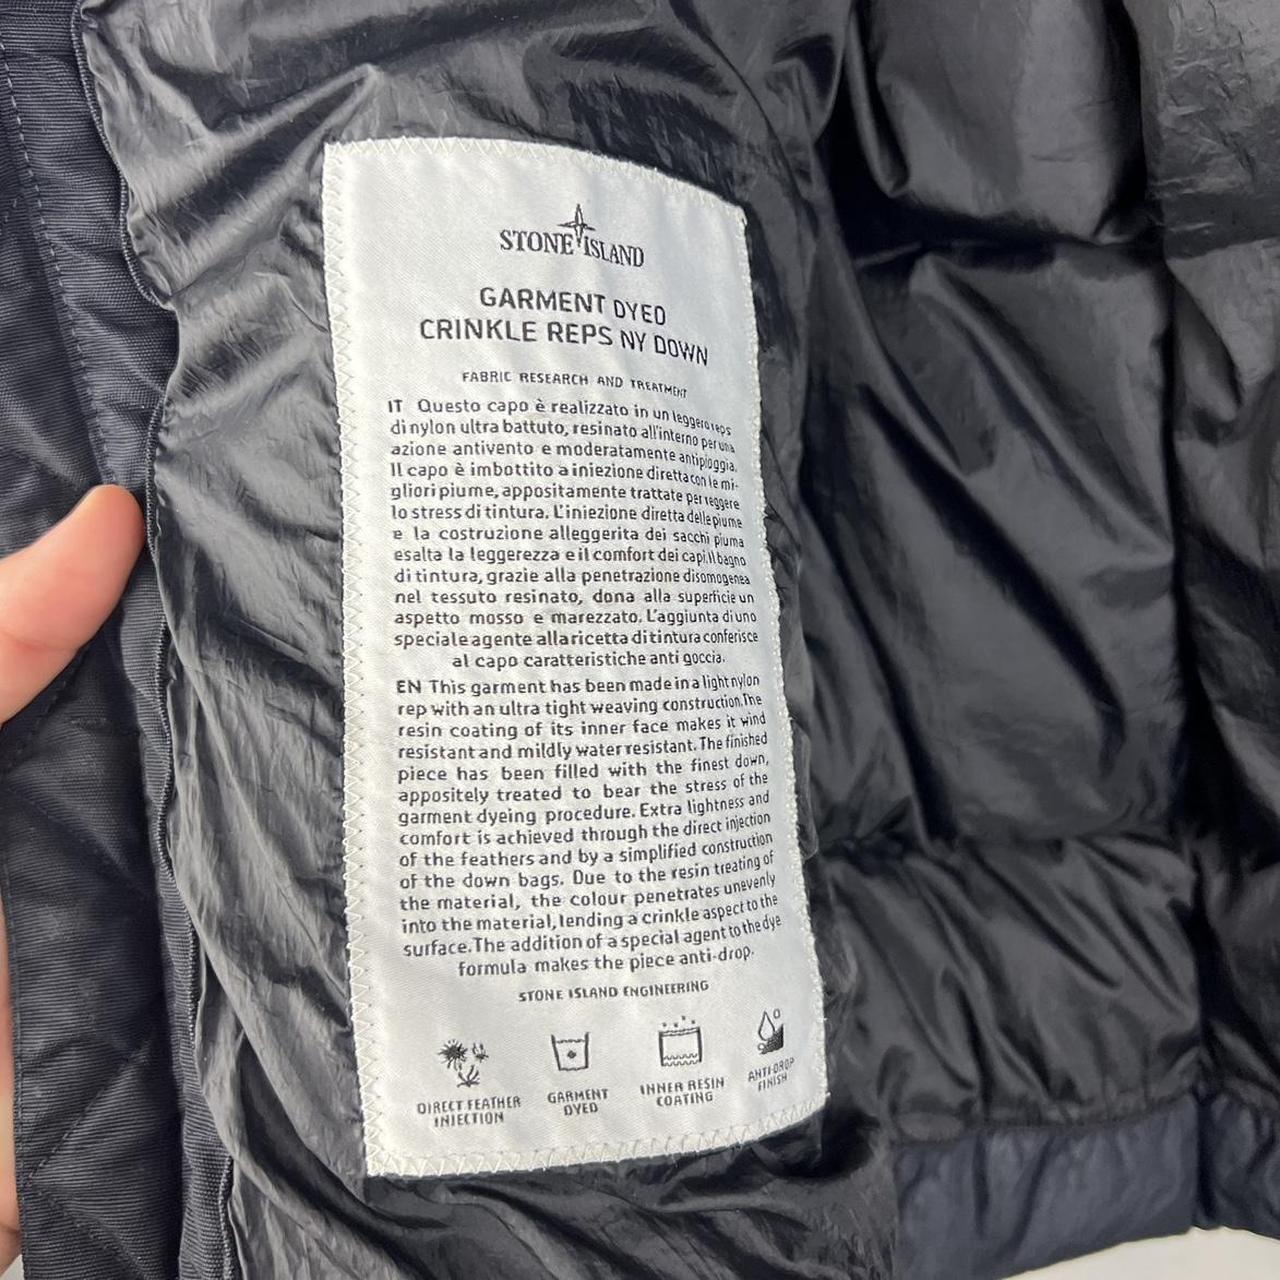 STONE ISLAND
GARMENT DYED
CRINKLE REPS NY DOWN
FABRIC RESEARCH AND TREATMENT
IT Questo capo è realizzato in un leggero reps
di nylon ultra battuto, resinato all'interno per una
azione antivento e moderatamente antipioggia.
Il capo è imbottito a iniezione diretta con le mi-
gliori piume, appositamente trattate per reggere
lo stress di tintura. L'iniezione diretta delle piume
e la costruzione alleggerita dei sacchi piuma
esalta la leggerezza e il comfort dei capi. Il bagno
di tintura, grazie alla penetrazione disomogenea
nel tessuto resinato, dona alla superficie un
aspetto mosso e marezzato. L'aggiunta di uno
speciale agente alla ricetta di tintura conferisce
al capo caratteristiche anti goccia.
EN This garment has been made in a light nylon
rep with an ultra tight weaving construction. The
resin coating of its inner face makes it wind
resistant and mildly water resistant. The finished
piece has been filled with the finest down,
appositely treated to bear the stress of the
garment dyeing procedure. Extra lightness and
comfort is achieved through the direct injection
of the feathers and by a simplified construction
of the down bags. Due to the resin treating of
the material, the colour penetrates unevenly
into the material, lending a crinkle aspect to the
surface. The addition of a special agent to the dye
formula makes the piece anti-drop.
STONE ISLAND ENGINEERING
DIRECT FEATHER
INJECTION
GARMENT
DYED
INNER RESIN
COATING
ANTI-DROP
FINISH